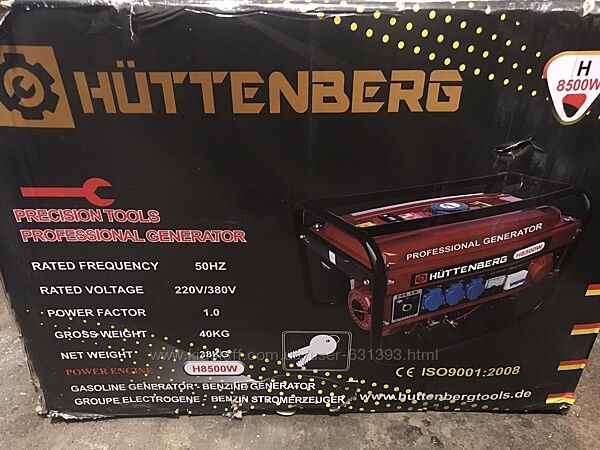 HÜTTENBERG
H
8500W
PRECISION TOOLS
PROFESSIONAL GENERATOR
RATED FREQUENCY 50HZ
RATED VOLTAGE 220V/380V
POWER FACTOR 1.0
GROSS WEIGHT 40KG
NET WEIGHT 38KG
POWER ENGINE H8500W
GASOLINE GENERATOR - BENZINE GENERATOR
GROUPE ELECTROGENE - BENZIN STROMERZEUGER
PROFESSIONAL GENERATOR
HÜTTENBERG
H8500W
CE ISO9001:2008
www.huttenbergtools.de